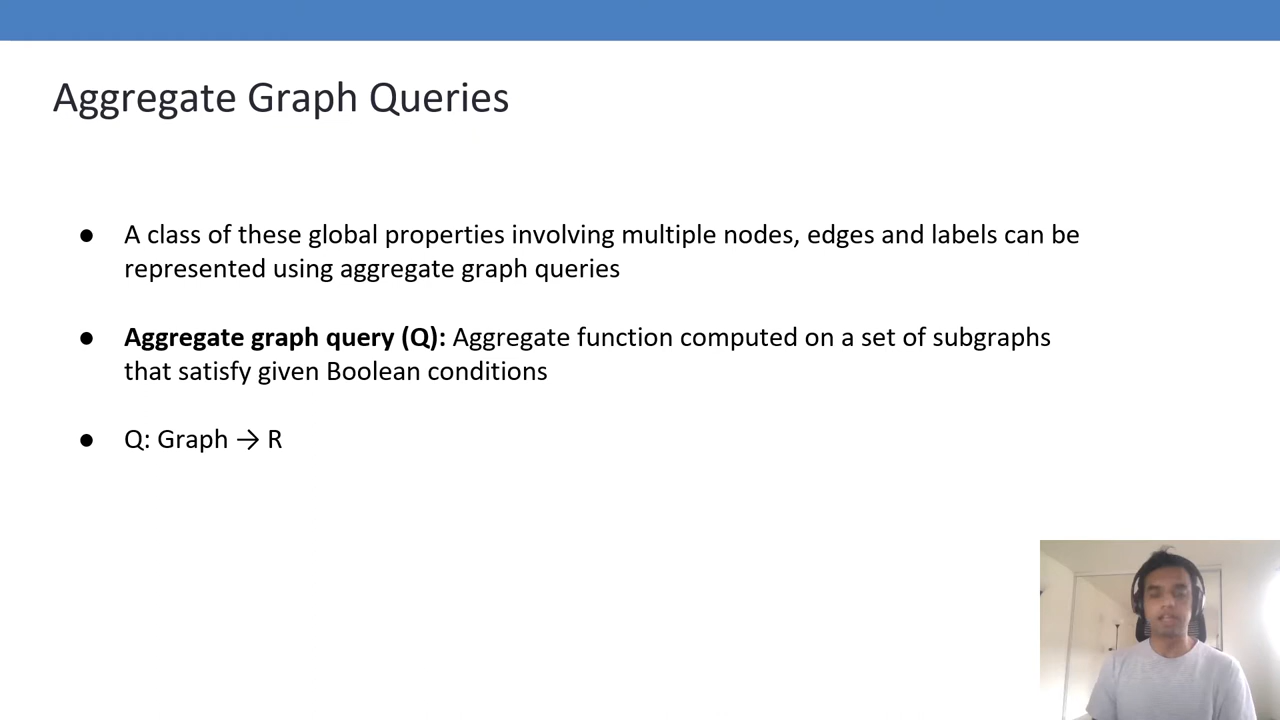 Aggregate Graph Queries
● A class of these global properties involving multiple nodes, edges and labels can be
represented using aggregate graph queries
● Aggregate graph query (Q): Aggregate function computed on a set of subgraphs
that satisfy given Boolean conditions
● Q: Graph → R